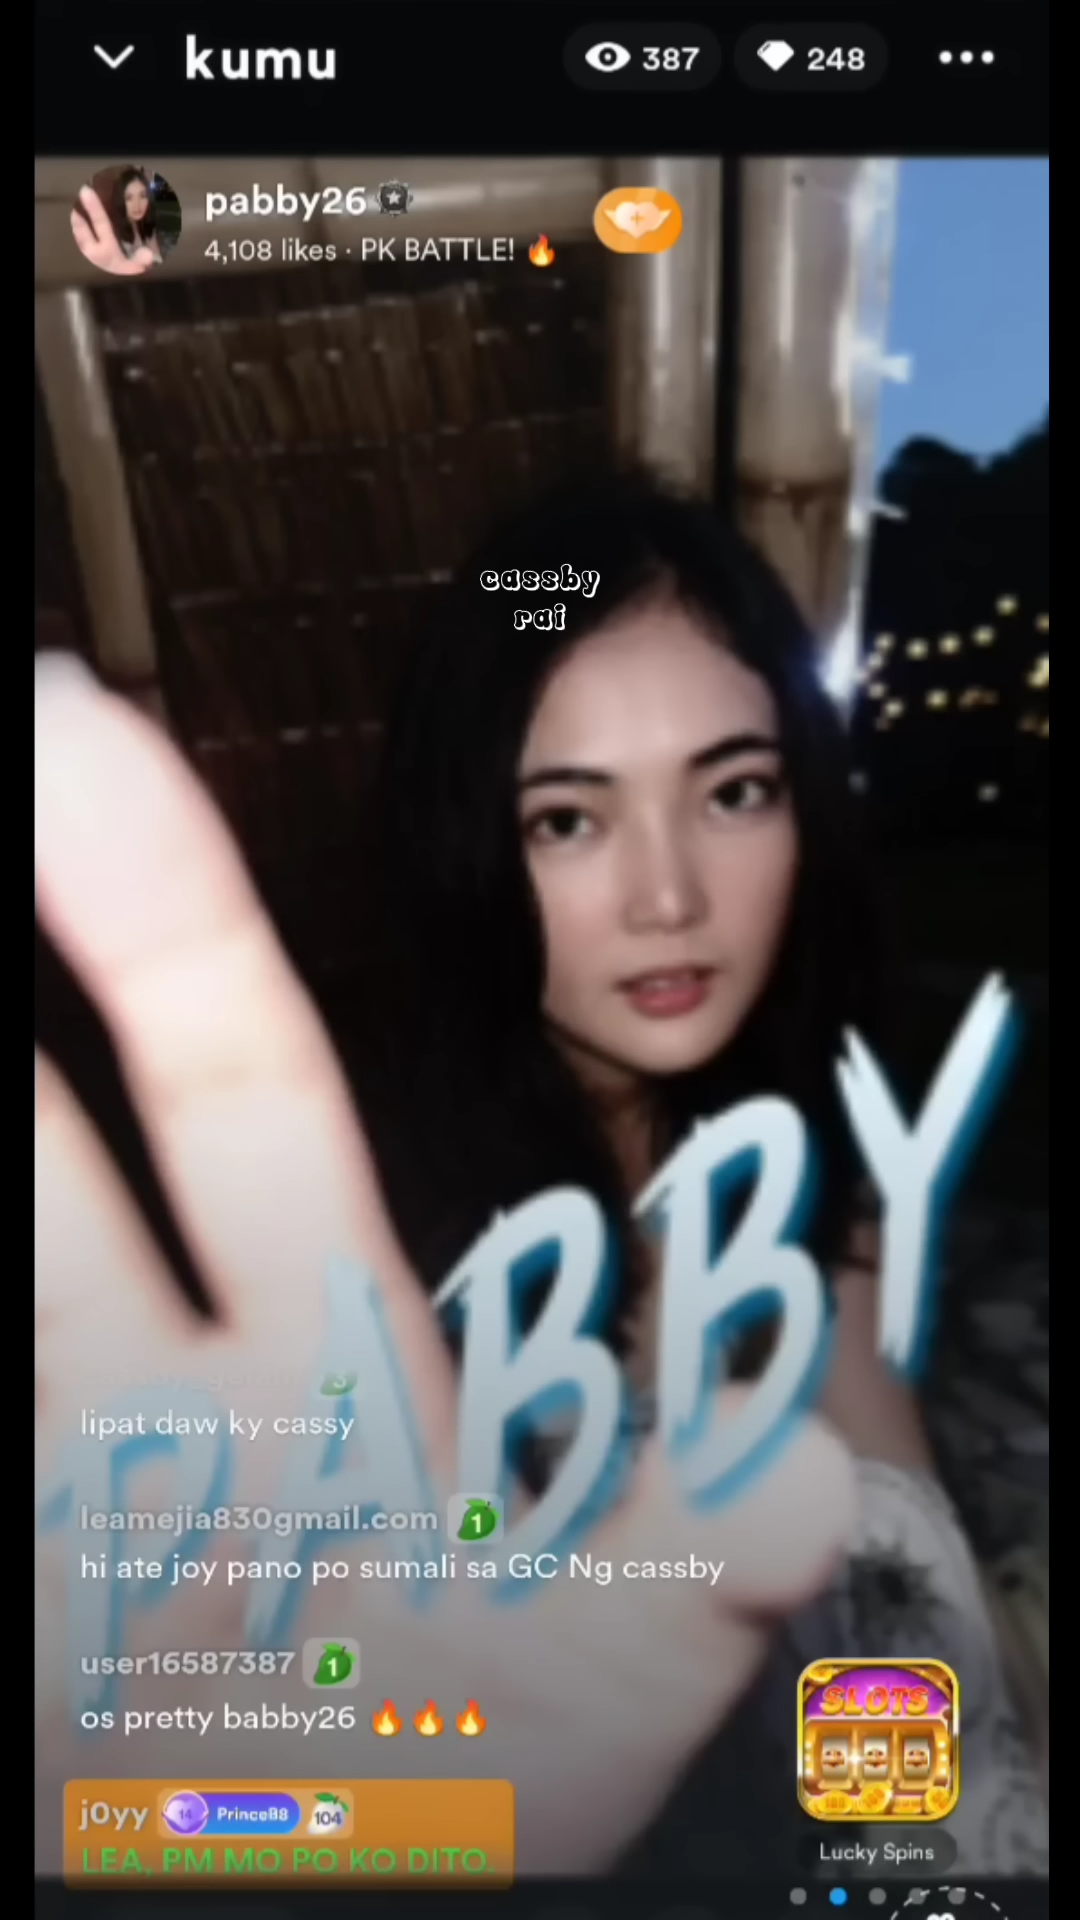 kumu
387
248
pabby26
4,108 likes · PK BATTLE! 🔥
cassby
rai
PABBY
3
lipat daw ky cassy
leamejia830gmail.com 1
hi ate joy pano po sumali sa GC Ng cassby
user16587387 1
os pretty babby26 🔥🔥🔥
SLOTS
j0yy 14 Prince88 104
LEA, PM MO PO KO DITO.
Lucky Spins